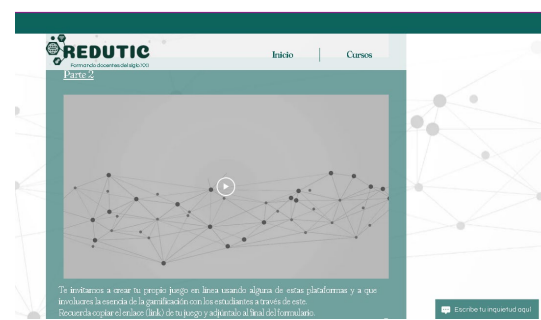 REDUTIC
Formando docentes del siglo XXI
Inicio
Cursos
Parte 2
Te invitamos a crear tu propio juego en línea usando alguna de estas plataformas y a que
involucres la esencia de la gamificación con los estudiantes a través de este.
Recuerda copiar el enlace (link) de tu juego y adjúntalo al final del formulario.
Escribe tu inquietud aquí